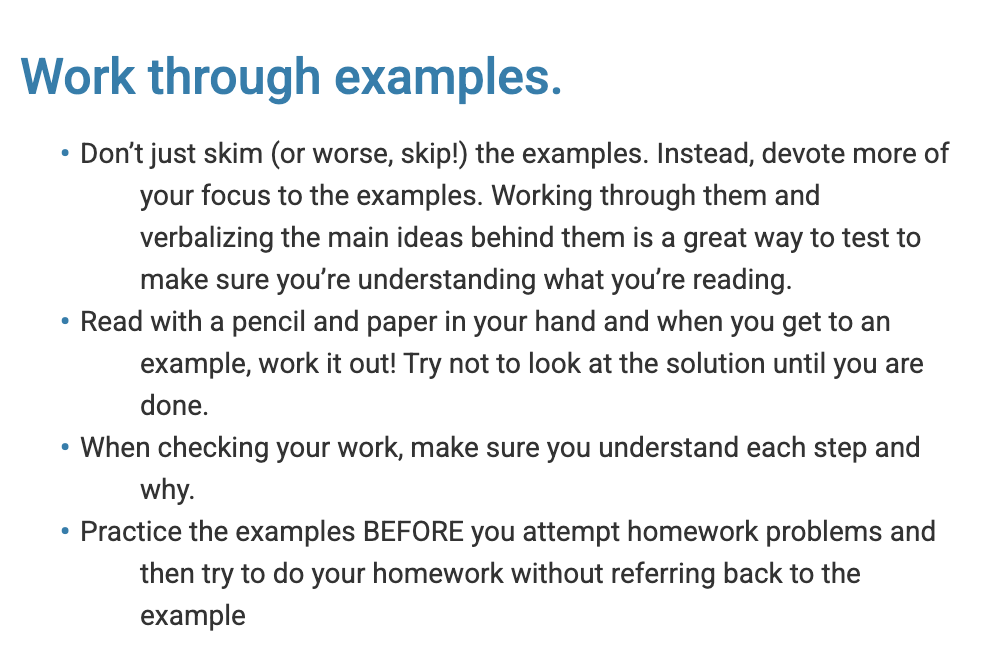 Work through examples.
• Don’t just skim (or worse, skip!) the examples. Instead, devote more of
your focus to the examples. Working through them and
verbalizing the main ideas behind them is a great way to test to
make sure you’re understanding what you’re reading.
• Read with a pencil and paper in your hand and when you get to an
example, work it out! Try not to look at the solution until you are
done.
• When checking your work, make sure you understand each step and
why.
• Practice the examples BEFORE you attempt homework problems and
then try to do your homework without referring back to the
example